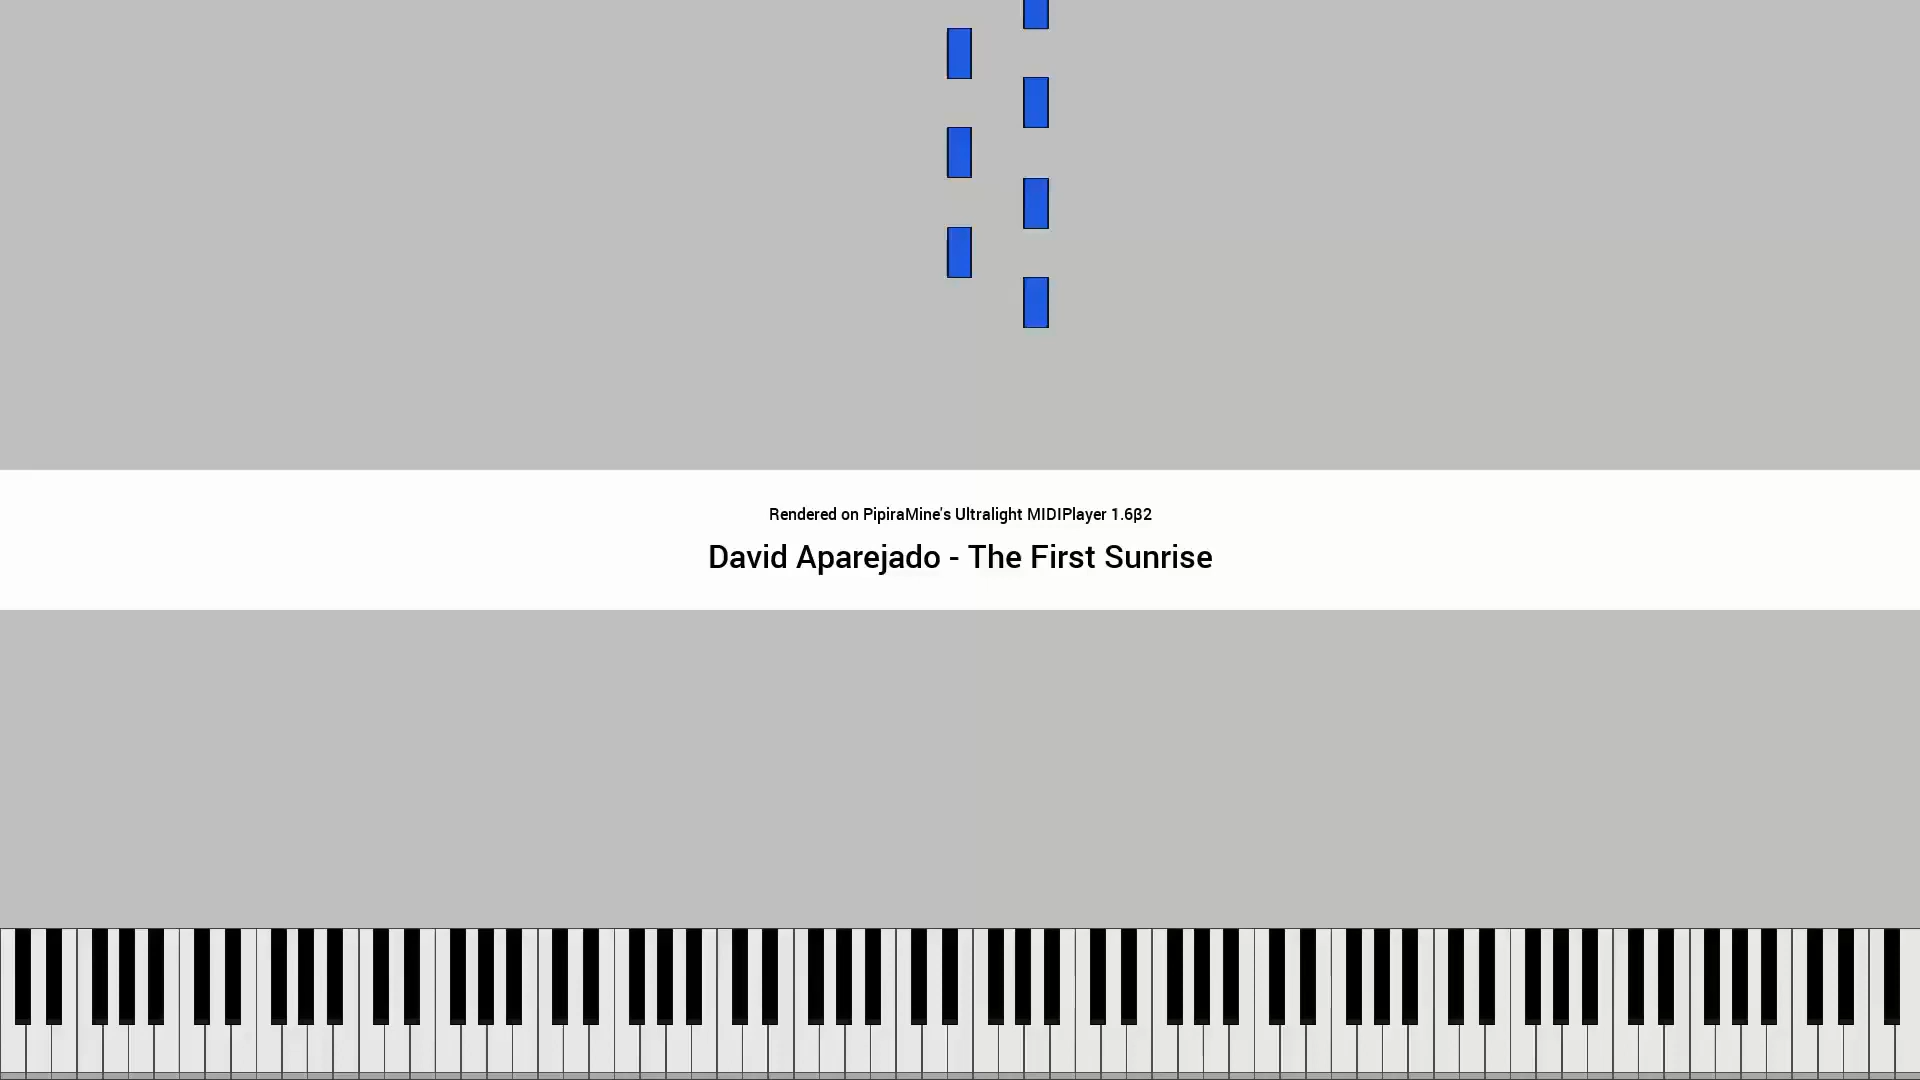 Rendered on PipiraMine's Ultralight MIDIPlayer 1.6β2
David Aparejado - The First Sunrise